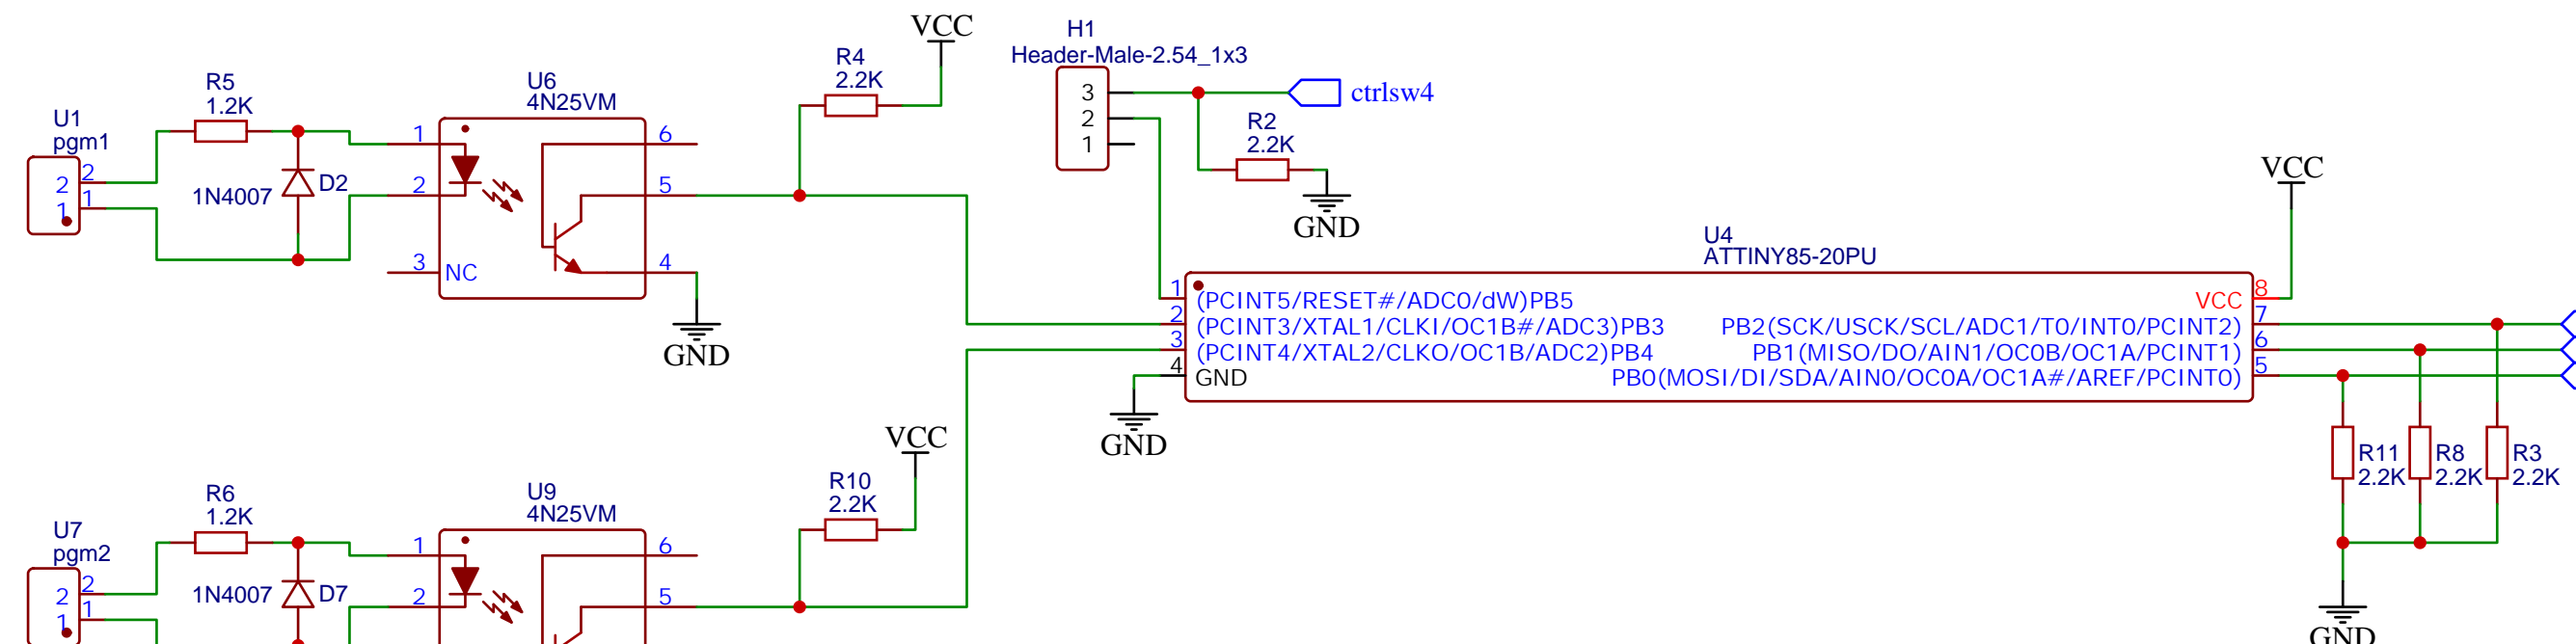 VCC
H1
Header-Male-2.54_1x3
R4
2.2K
R5
1.2K
U6
4N25VM
3
2
1
ctrlsw4
U1
pgm1
R2
2.2K
1
6
2
2
1
1
1N4007
D2
2
5
VCC
GND
3
NC
4
U4
ATTINY85-20PU
GND
1
(PCINT5/RESET#/ADC0/dW)PB5
VCC
8
2
(PCINT3/XTAL1/CLKI/OC1B#/ADC3)PB3
PB2(SCK/USCK/SCL/ADC1/T0/INT0/PCINT2)
7
3
(PCINT4/XTAL2/CLKO/OC1B/ADC2)PB4
PB1(MISO/DO/AIN1/OC0B/OC1A/PCINT1)
6
4
GND
PB0(MOSI/DI/SDA/AIN0/OC0A/OC1A#/AREF/PCINT0)
5
GND
VCC
R10
2.2K
R11
2.2K
R8
2.2K
R3
2.2K
R6
1.2K
U9
4N25VM
U7
pgm2
1
6
2
2
1
1
1N4007
D7
2
5
GND